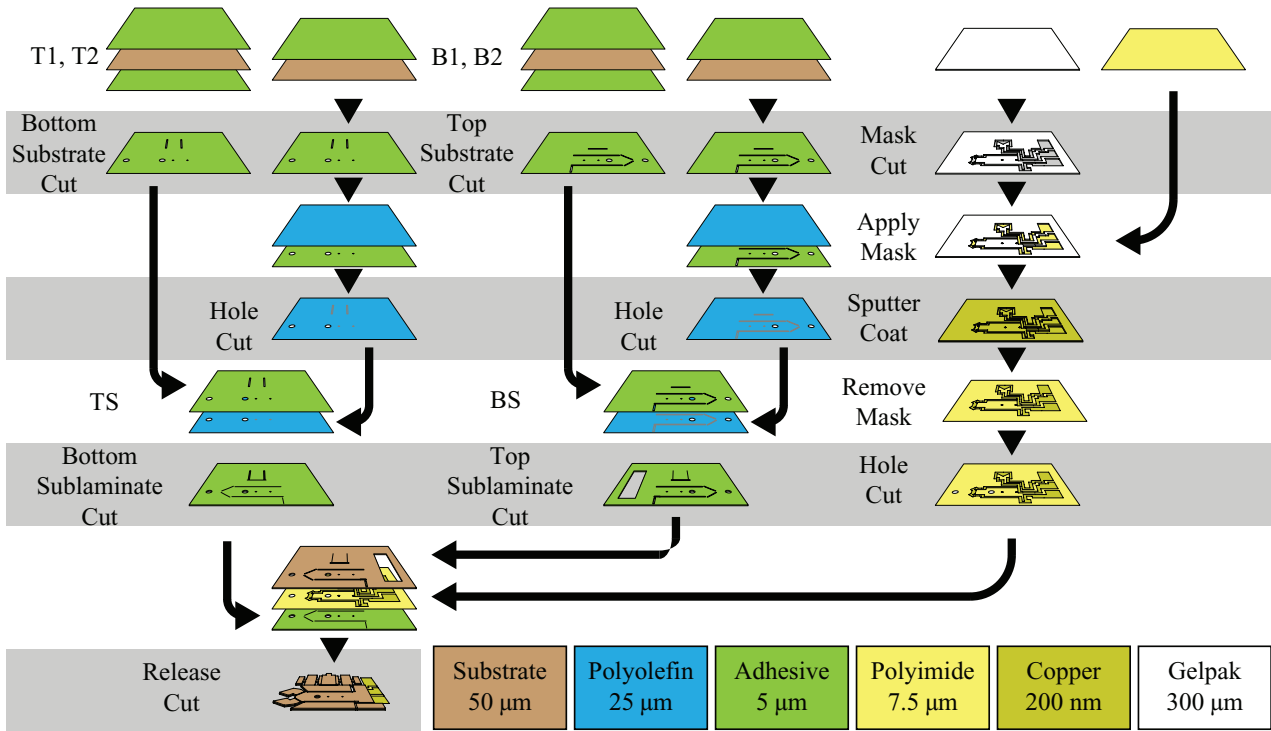 T1, T2
B1, B2
Bottom
Substrate
Cut
Top
Substrate
Cut
Mask
Cut
Apply
Mask
Hole
Cut
Hole
Cut
Sputter
Coat
TS
BS
Remove
Mask
Bottom
Sublaminate
Cut
Top
Sublaminate
Cut
Hole
Cut
Release
Cut
Substrate
50 μm
Polyolefin
25 μm
Adhesive
5 μm
Polyimide
7.5 μm
Copper
200 nm
Gelpak
300 μm